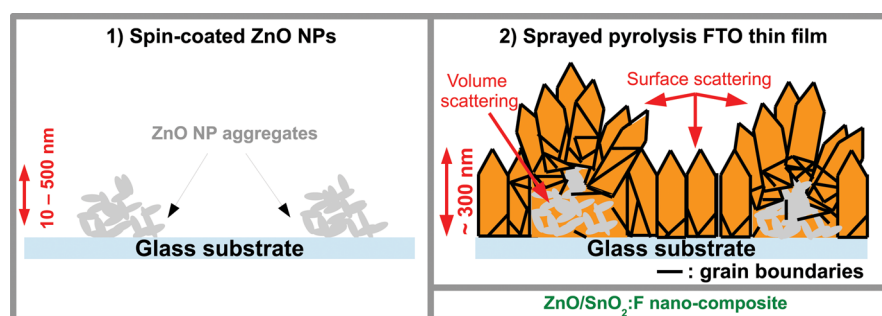 1) Spin-coated ZnO NPs
ZnO NP aggregates
10 – 500 nm
Glass substrate
2) Sprayed pyrolysis FTO thin film
Volume
scattering
Surface scattering
~ 300 nm
Glass substrate
: grain boundaries
ZnO/SnO₂:F nano-composite